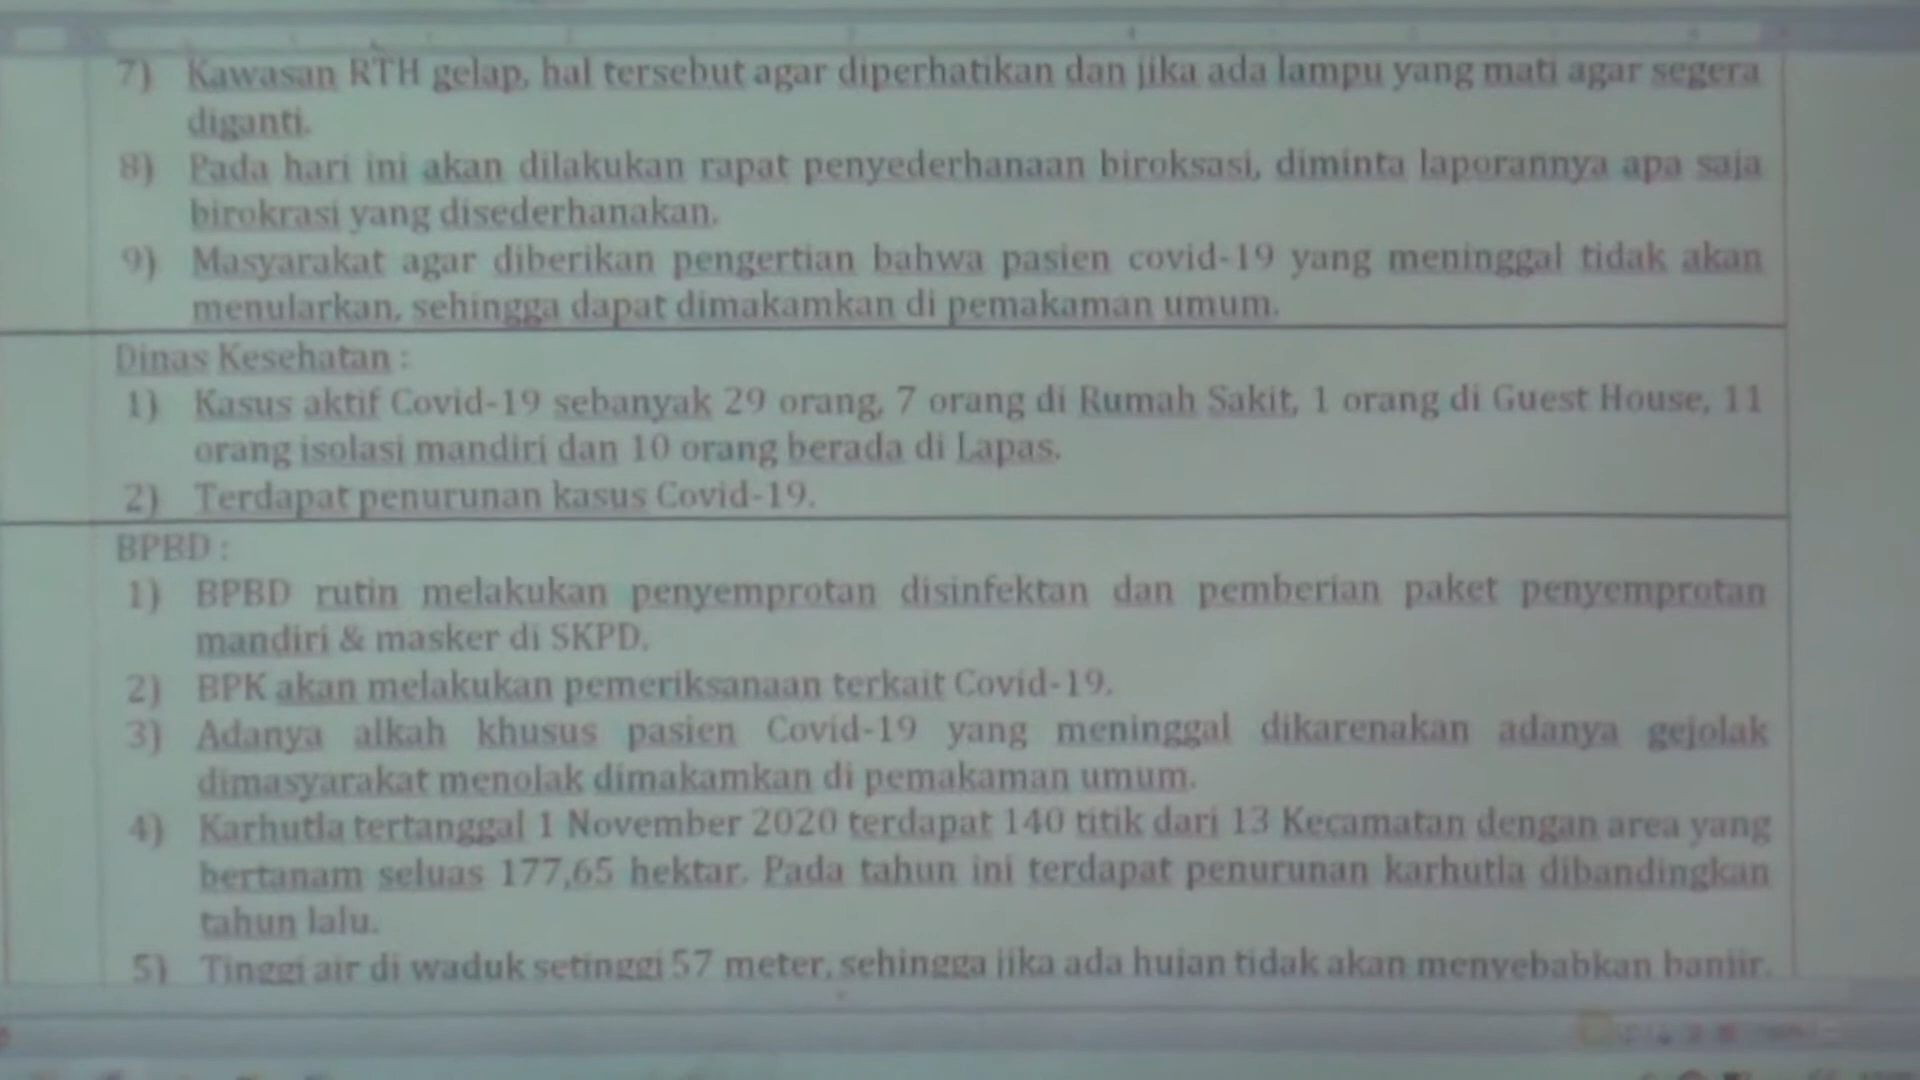 7) Kawasan RTH gelap, hal tersebut agar diperhatikan dan jika ada lampu yang mati agar segera
diganti.
8) Pada hari ini akan dilakukan rapat penyederhanaan biroksasi, diminta laporannya apa saja
birokrasi yang disederhanakan.
9) Masyarakat agar diberikan pengertian bahwa pasien covid-19 yang meninggal tidak akan
menularkan, sehingga dapat dimakamkan di pemakaman umum.
Dinas Kesehatan :
1) Kasus aktif Covid-19 sebanyak 29 orang, 7 orang di Rumah Sakit, 1 orang di Guest House, 11
orang isolasi mandiri dan 10 orang berada di Lapas.
2) Terdapat penurunan kasus Covid-19.
BPBD :
1) BPBD rutin melakukan penyemprotan disinfektan dan pemberian paket penyemprotan
mandiri & masker di SKPD.
2) BPK akan melakukan pemeriksanaan terkait Covid-19.
3) Adanya alkah khusus pasien Covid-19 yang meninggal dikarenakan adanya gejolak
dimasyarakat menolak dimakamkan di pemakaman umum.
4) Karhutla tertanggal 1 November 2020 terdapat 140 titik dari 13 Kecamatan dengan area yang
bertanam seluas 177,65 hektar. Pada tahun ini terdapat penurunan karhutla dibandingkan
tahun lalu.
5) Tinggi air di waduk setinggi 57 meter, sehingga jika ada hujan tidak akan menyebabkan banjir.